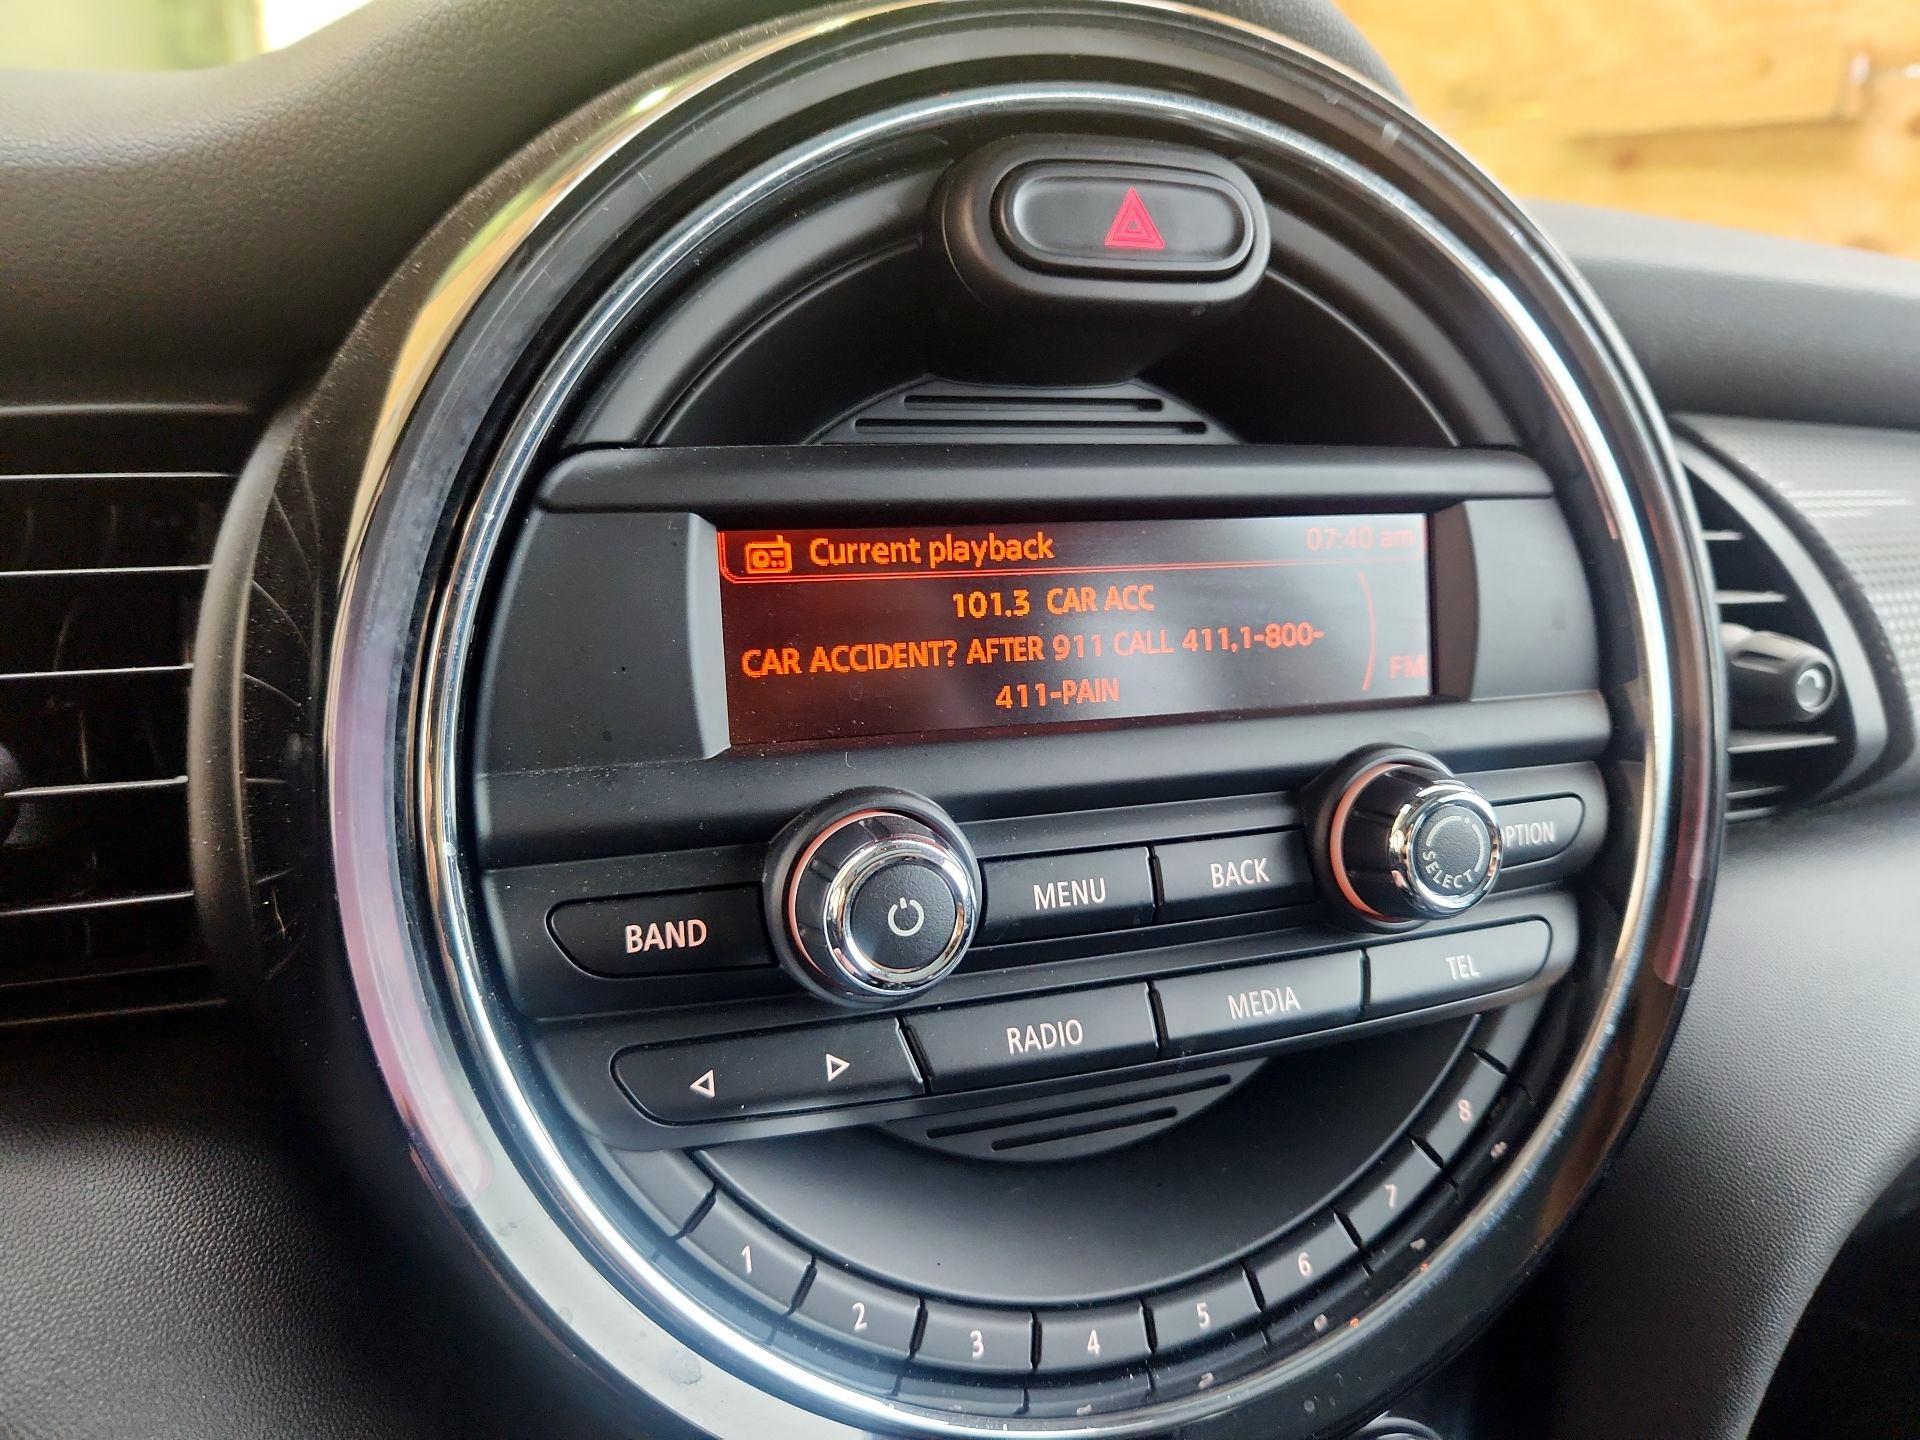 Current playback 07:40 am
101.3 CAR ACC
CAR ACCIDENT? AFTER 911 CALL 411,1-800-
411-PAIN
FM
BAND
MENU
BACK
SELECT
PTION
RADIO
MEDIA
TEL
1
2
3
4
5
6
7
8